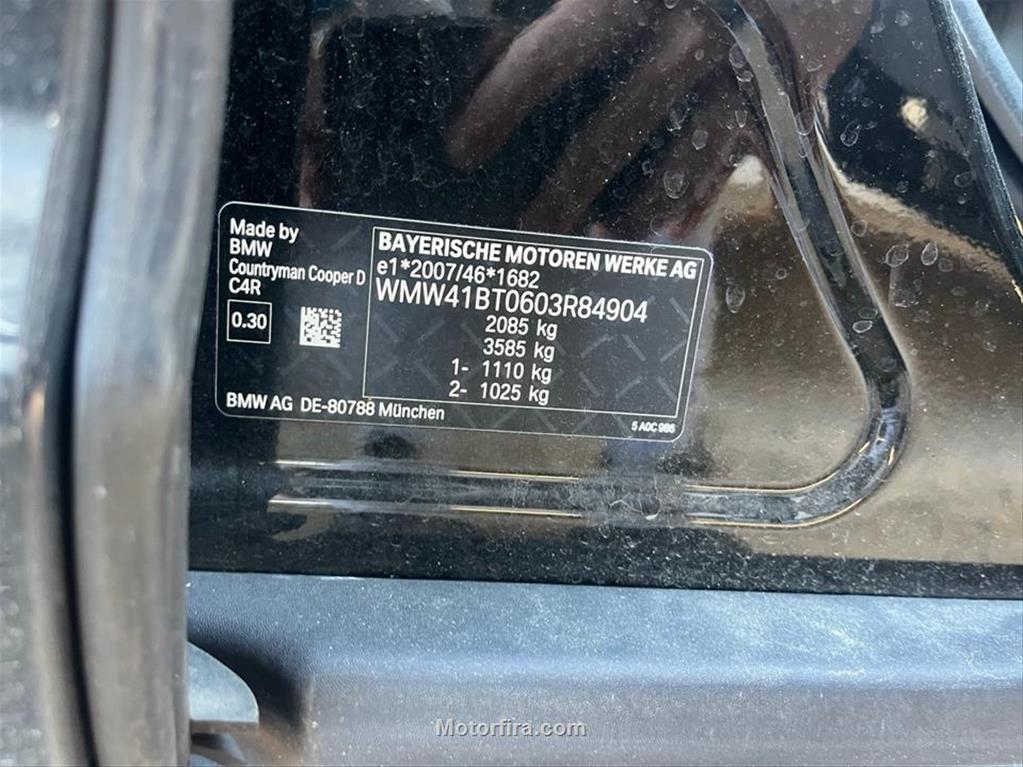 Made by
BMW
Countryman Cooper D
C4R
0.30
BAYERISCHE MOTOREN WERKE AG
e1*2007/46*1682
WMW41BT0603R84904
2085 kg
3585 kg
1- 1110 kg
2- 1025 kg
BMW AG DE-80788 München
5 A0C 986
Motorfira.com